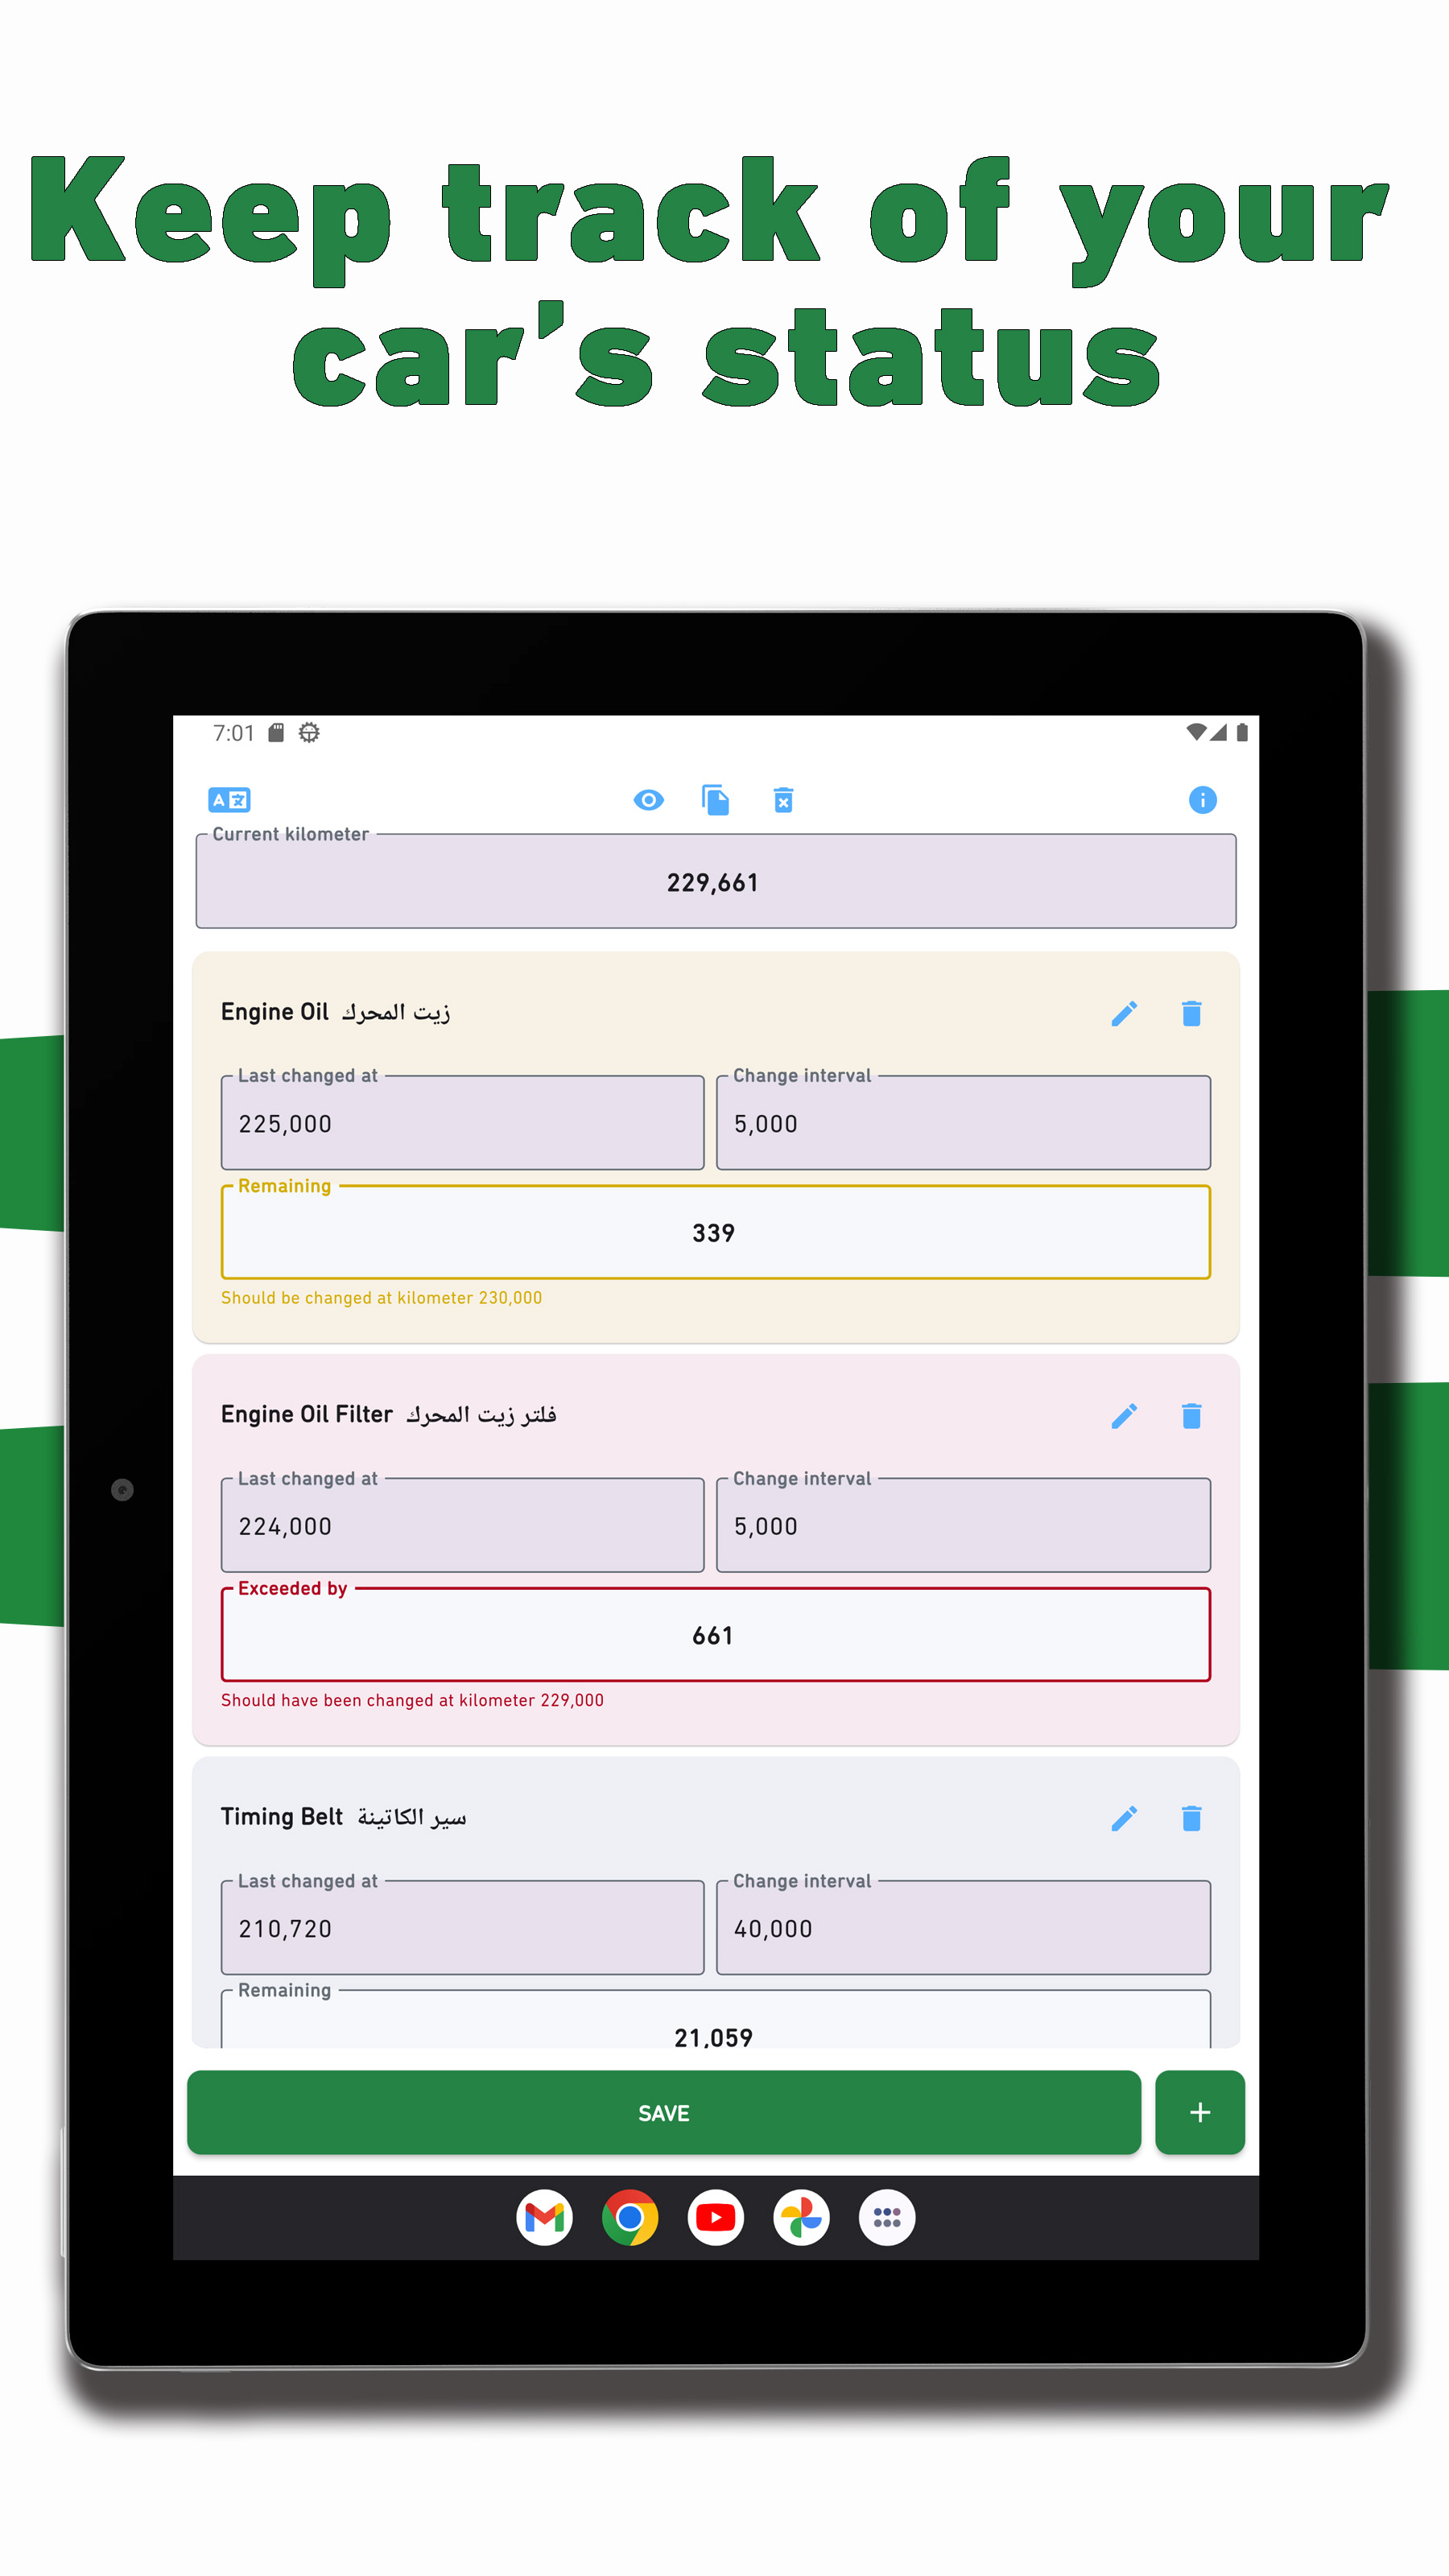 Keep track of your
car’s status
7:01
Current kilometer
229,661
Engine Oil زيت المحرك
Last changed at
Change interval
225,000
5,000
Remaining
339
Should be changed at kilometer 230,000
Engine Oil Filter فلتر زيت المحرك
Last changed at
Change interval
224,000
5,000
Exceeded by
661
Should have been changed at kilometer 229,000
Timing Belt سير الكاتينة
Last changed at
Change interval
210,720
40,000
Remaining
21,059
SAVE
+